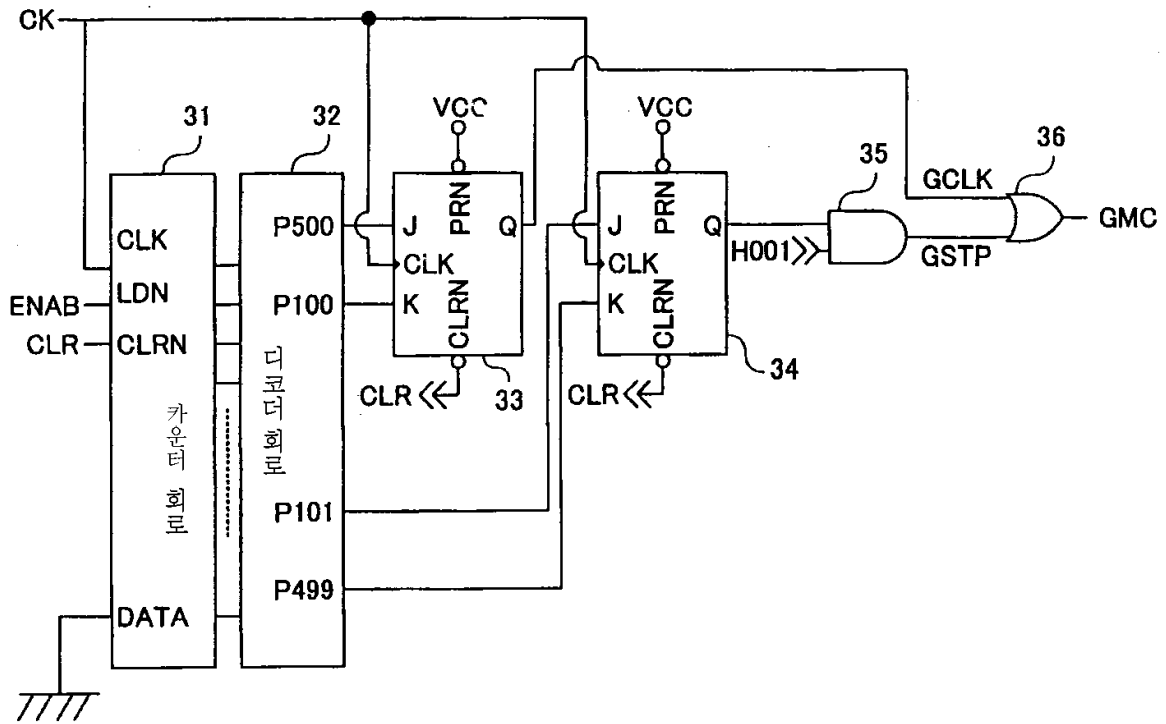 CK
31
32
VCC
VCC
35
36
CLK
LDN
CLRN
DATA
ENAB
CLR
카운터 회로
P500
P100
디코더 회로
P101
P499
J
PRN
Q
CLK
K
CLRN
CLR
33
J
PRN
Q
CLK
K
CLRN
CLR
34
H001
GCLK
GSTP
GMC